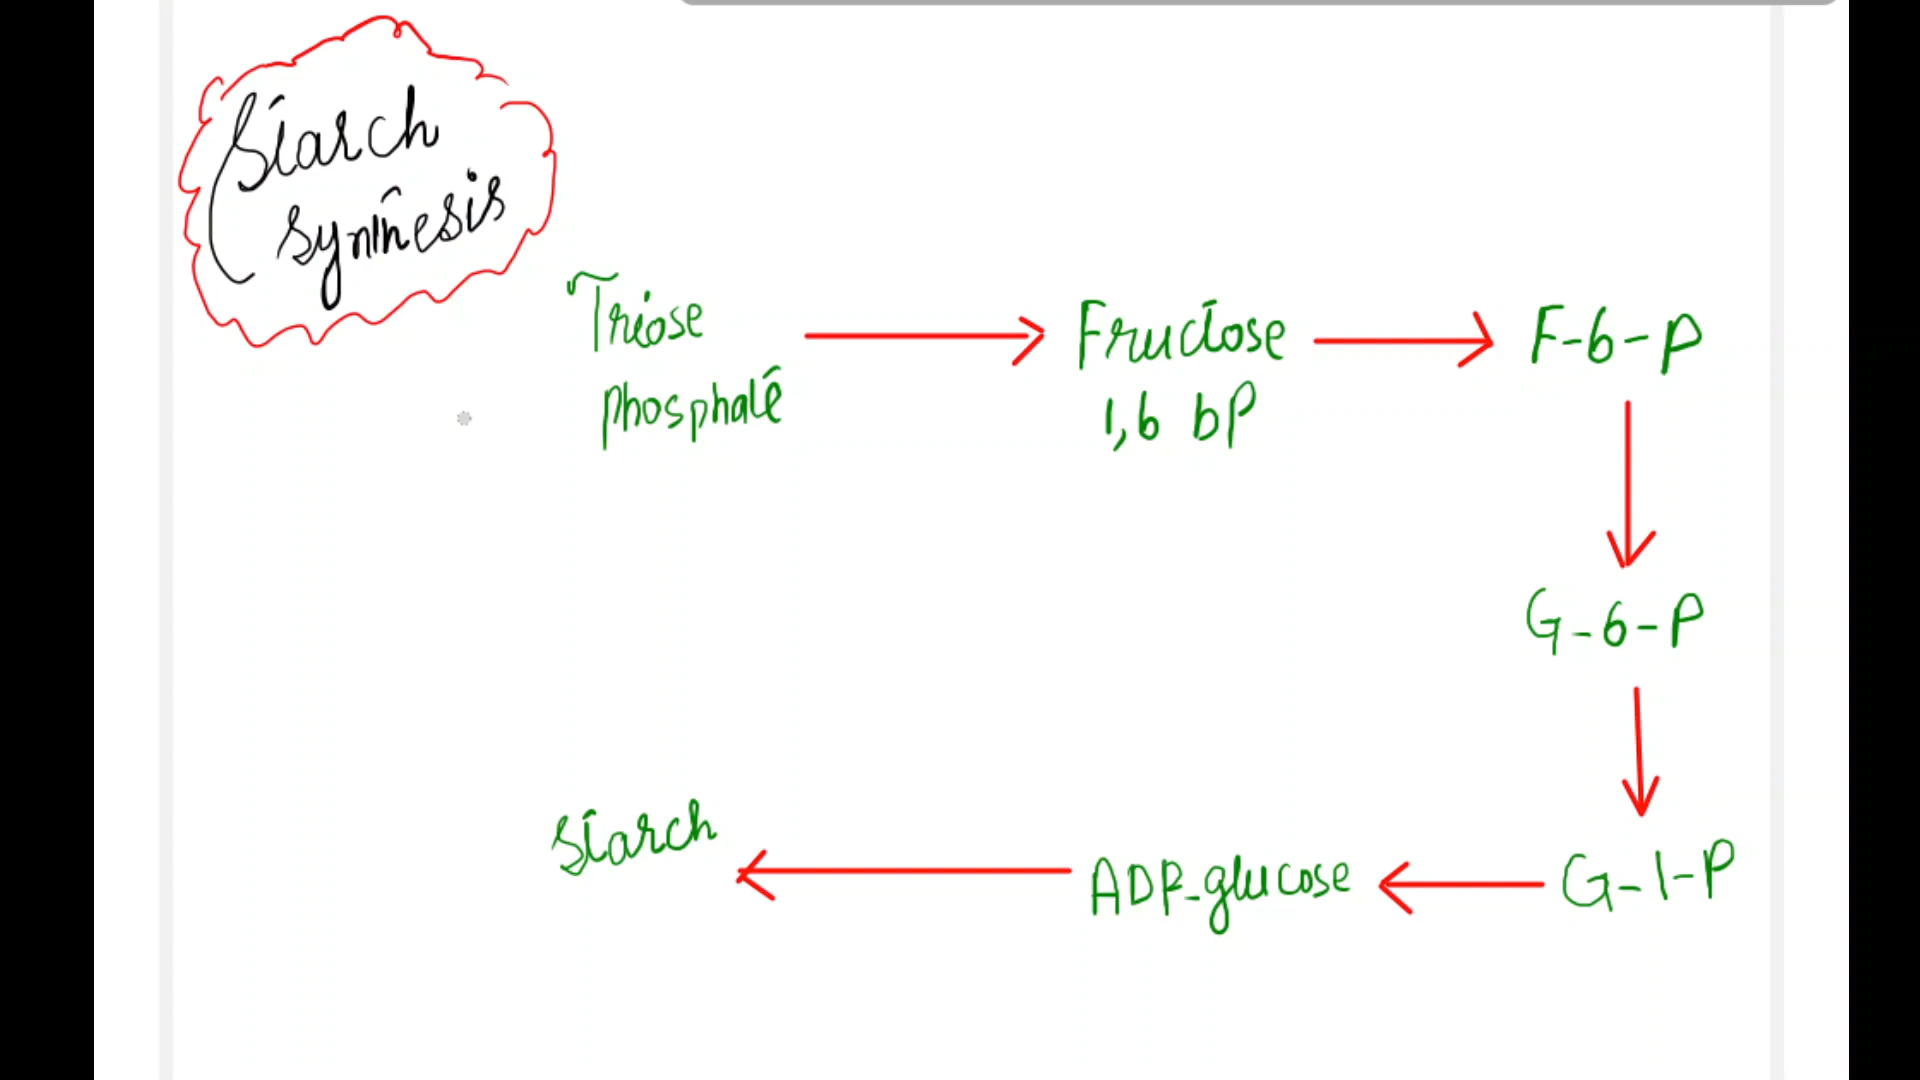 Starch
synthesis
Triose
phosphate
Fructose
1,6 bP
F-6-P
G-6-P
G-1-P
ADP-glucose
Starch